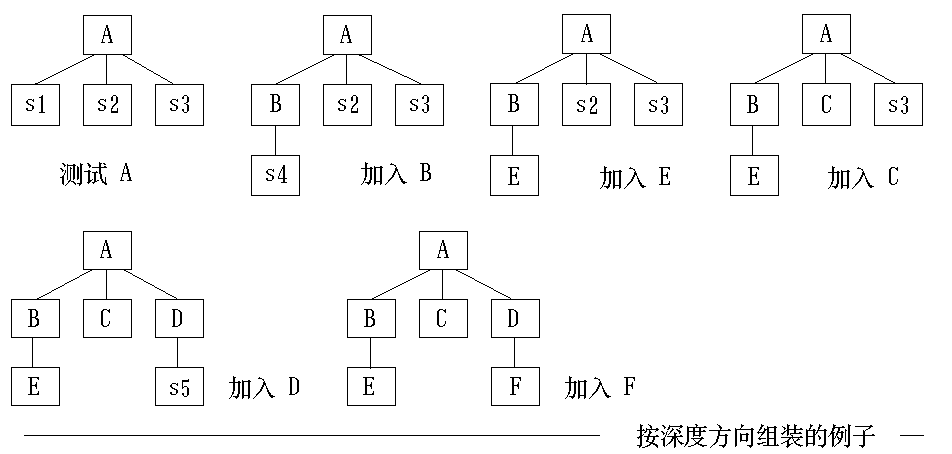 A
s1 s2 s3
测试 A
A
B s2 s3
s4
加入 B
A
B s2 s3
E
加入 E
A
B C s3
E
加入 C
A
B C D
E s5
加入 D
A
B C D
E F
加入 F
按深度方向组装的例子